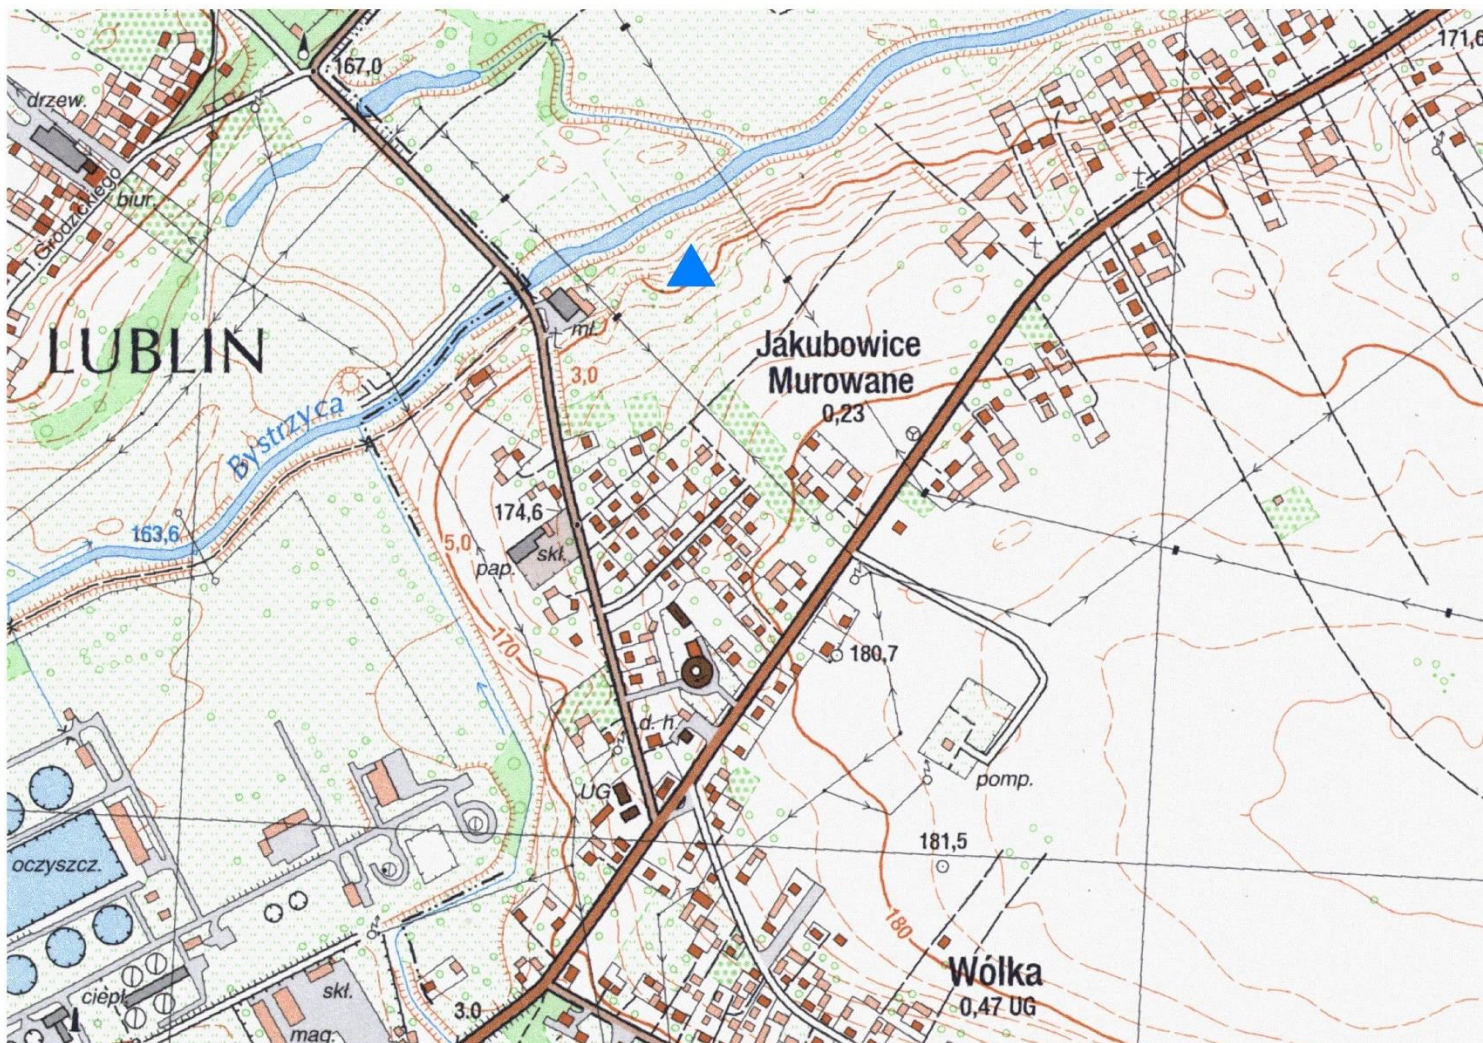 171,6
167,0
drzew.
biur.
T. Grodzickiego
LUBLIN
mł.
3,0
Jakubowice
Murowane
0,23
Bystrzyca
163,6
174,6
skł.
pap.
5,0
170
180,7
d. h.
UG
pomp.
181,5
oczyszcz.
180
Wólka
0,47 UG
ciepł.
skł.
mag.
3.0